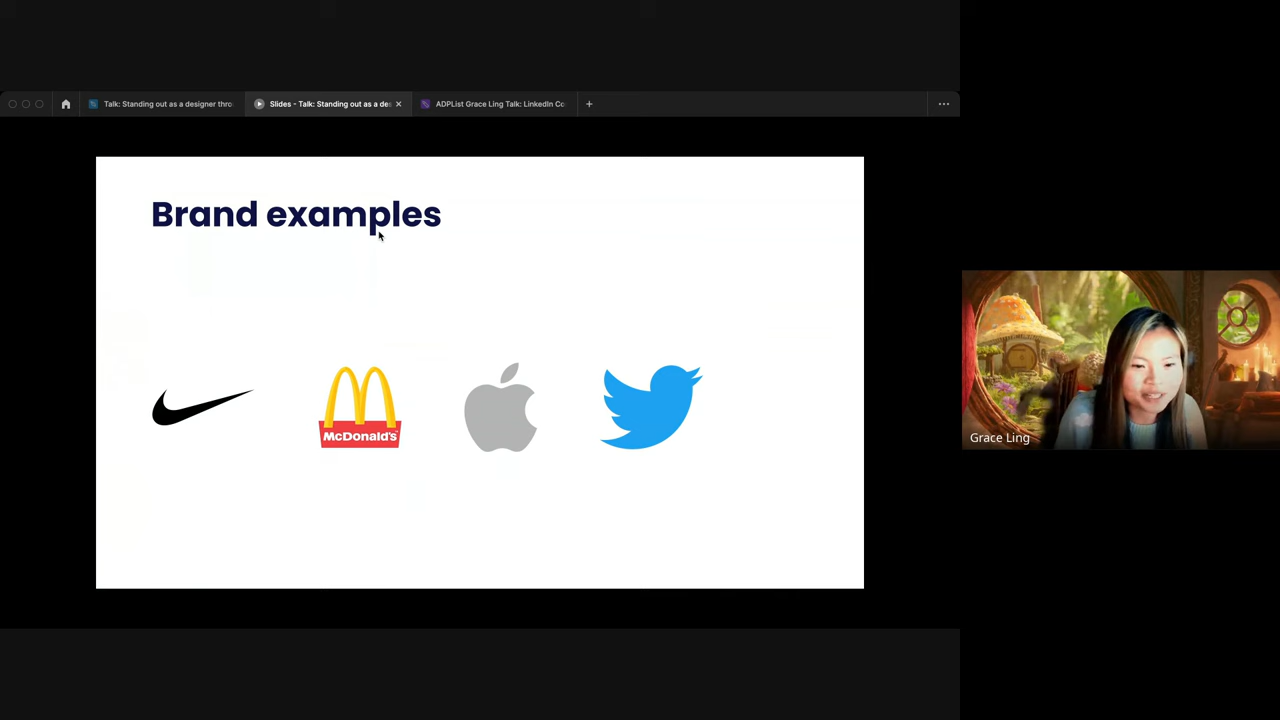 Talk: Standing out as a designer thro
Slides - Talk: Standing out as a des
ADPList Grace Ling Talk: LinkedIn Co
Brand examples
McDonald's
Grace Ling